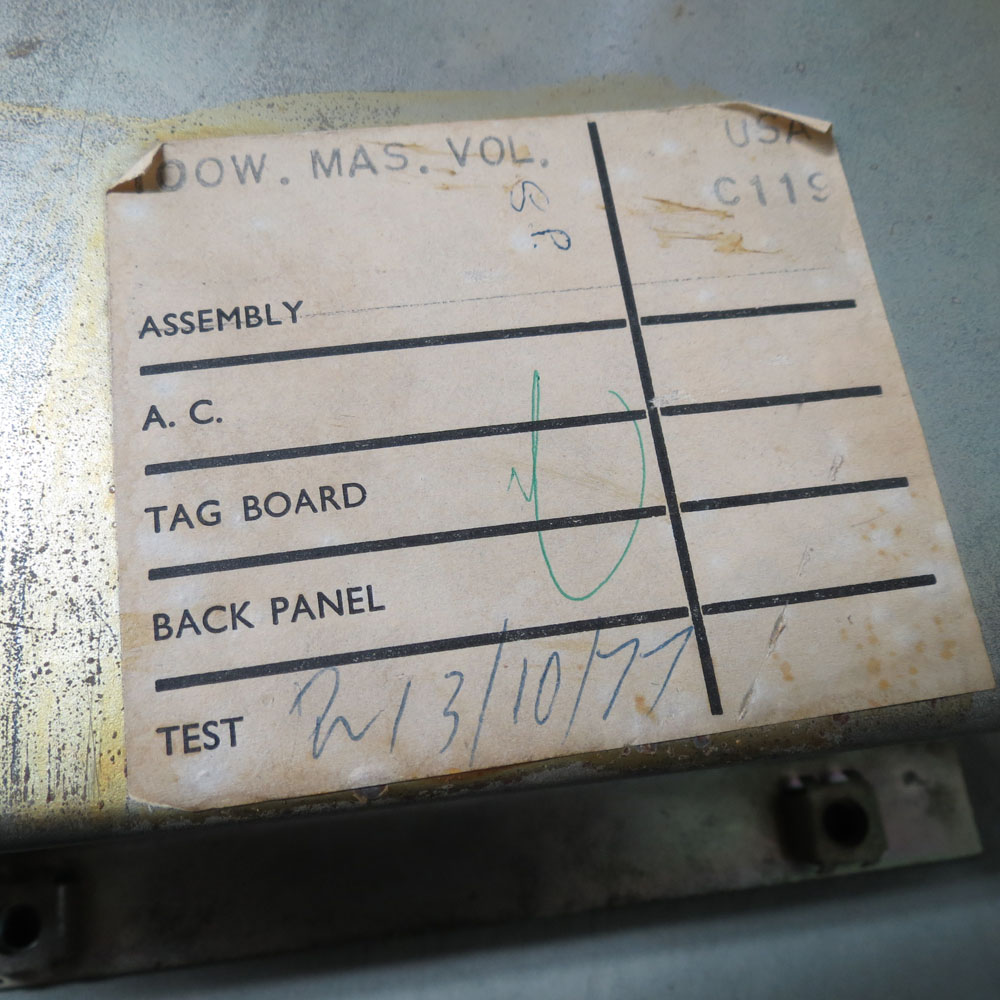 100W. MAS. VOL. USA
C119
S.P.
ASSEMBLY
A. C.
TAG BOARD
BACK PANEL
TEST 13/10/77